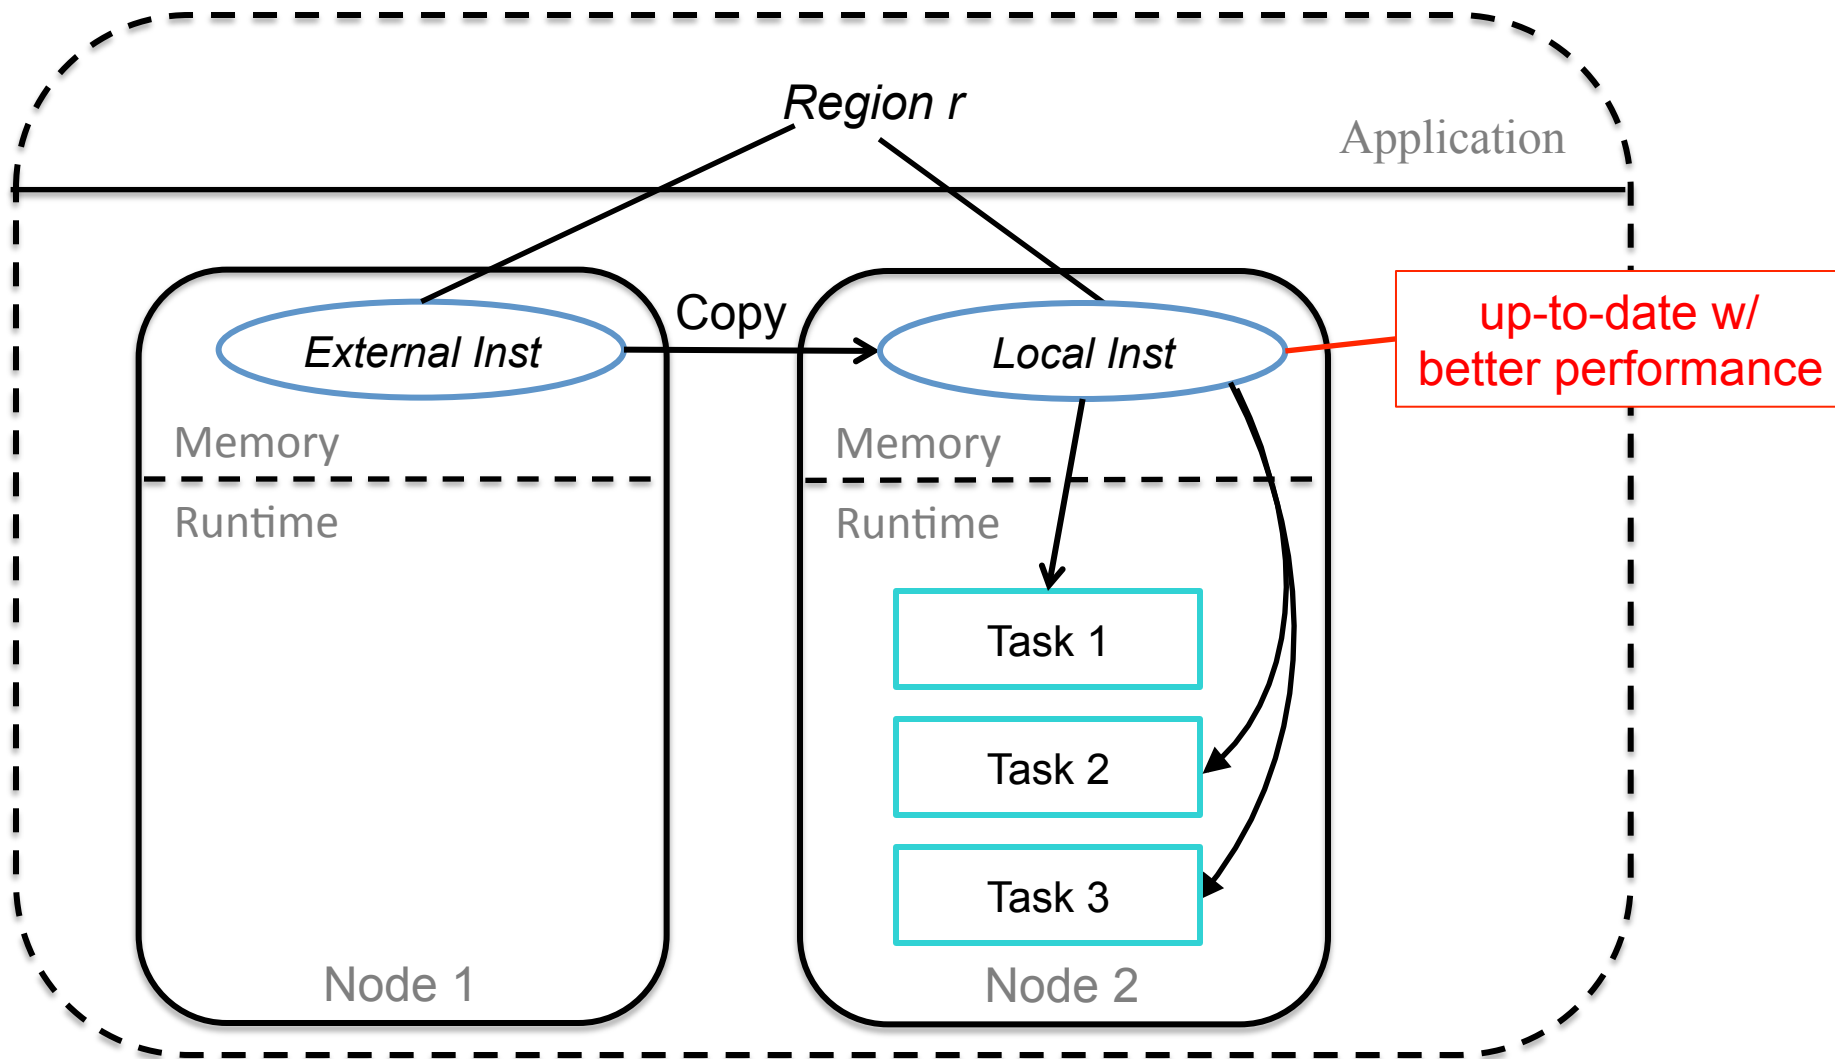 Region r
Application
External Inst
Copy
Local Inst
up-to-date w/
better performance
Memory
Memory
Runtime
Runtime
Task 1
Task 2
Task 3
Node 1
Node 2